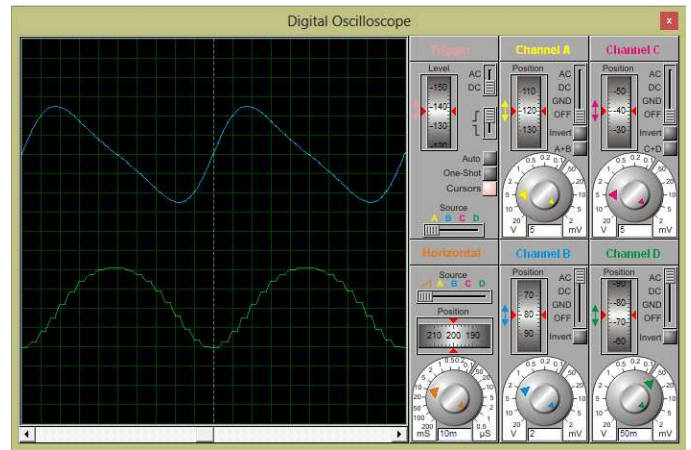 Digital Oscilloscope
x
Trigger
Level
AC
DC
-150
-140
-130
Auto
One-Shot
Cursors
Source
A B C D
Channel A
Position
AC
DC
GND
OFF
110
-120
130
Invert
A+B
5
V
mV
Channel C
Position
AC
DC
GND
OFF
-50
-40
-30
Invert
C+D
5
V
mV
Horizontal
Source
A B C D
Position
210 200 190
10m
mS
µS
Channel B
Position
AC
DC
GND
OFF
70
80
90
Invert
2
V
mV
Channel D
Position
AC
DC
GND
OFF
-90
-80
-70
-60
Invert
50m
V
mV